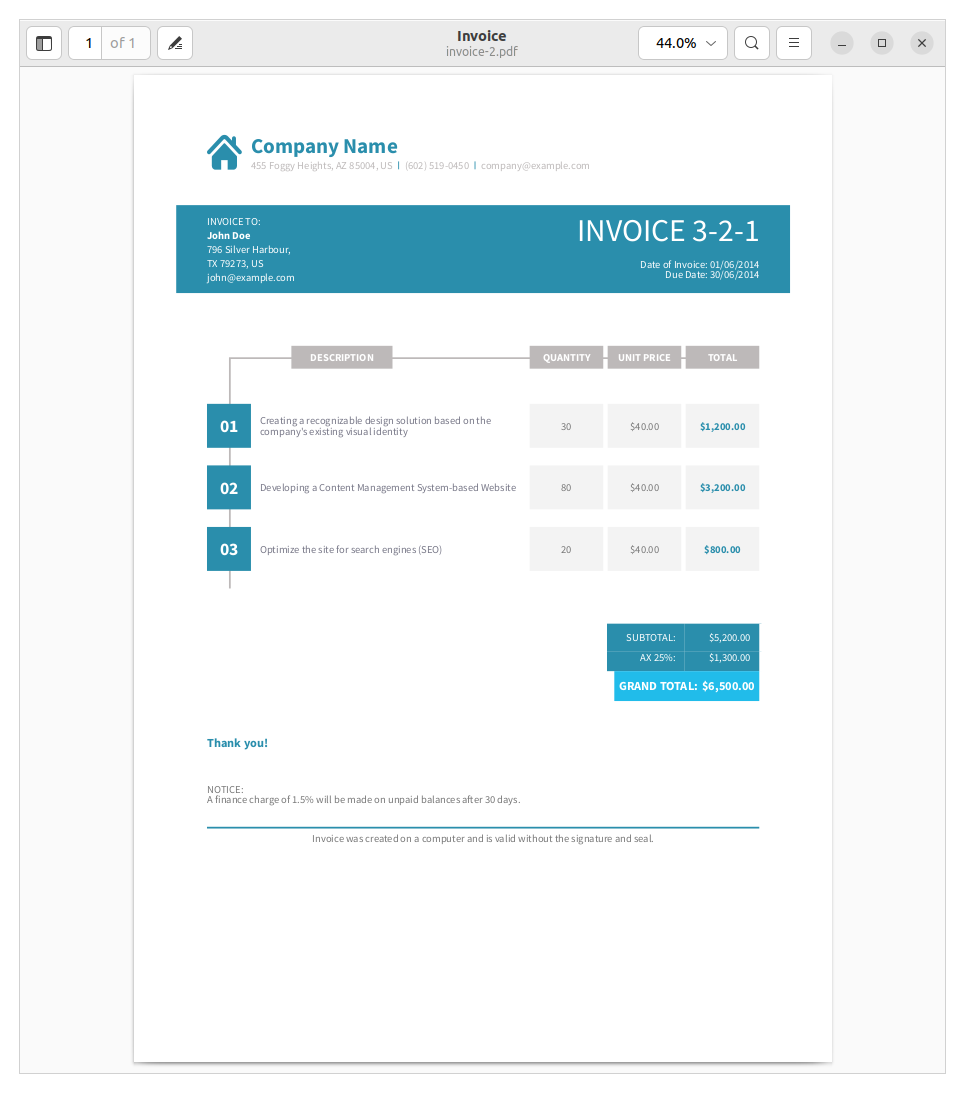 1 of 1
Invoice
invoice-2.pdf
44.0%
Company Name
455 Foggy Heights, AZ 85004, US | (602) 519-0450 | company@example.com
INVOICE TO:
John Doe
796 Silver Harbour,
TX 79273, US
john@example.com
INVOICE 3-2-1
Date of Invoice: 01/06/2014
Due Date: 30/06/2014
DESCRIPTION QUANTITY UNIT PRICE TOTAL
01 Creating a recognizable design solution based on the
company's existing visual identity 30 $40.00 $1,200.00
02 Developing a Content Management System-based Website 80 $40.00 $3,200.00
03 Optimize the site for search engines (SEO) 20 $40.00 $800.00
SUBTOTAL: $5,200.00
AX 25%: $1,300.00
GRAND TOTAL: $6,500.00
Thank you!
NOTICE:
A finance charge of 1.5% will be made on unpaid balances after 30 days.
Invoice was created on a computer and is valid without the signature and seal.